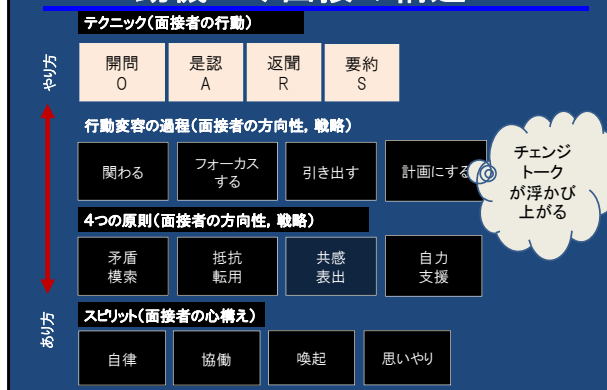 テクニック(面接者の行動)
やり方
開問
O
是認
A
返聞
R
要約
S
行動変容の過程(面接者の方向性, 戦略)
関わる
フォーカス
する
引き出す
計画にする
チェンジ
トーク
が浮かび
上がる
4つの原則(面接者の方向性, 戦略)
矛盾
模索
抵抗
転用
共感
表出
自力
支援
あり方
スピリット(面接者の心構え)
自律
協働
喚起
思いやり